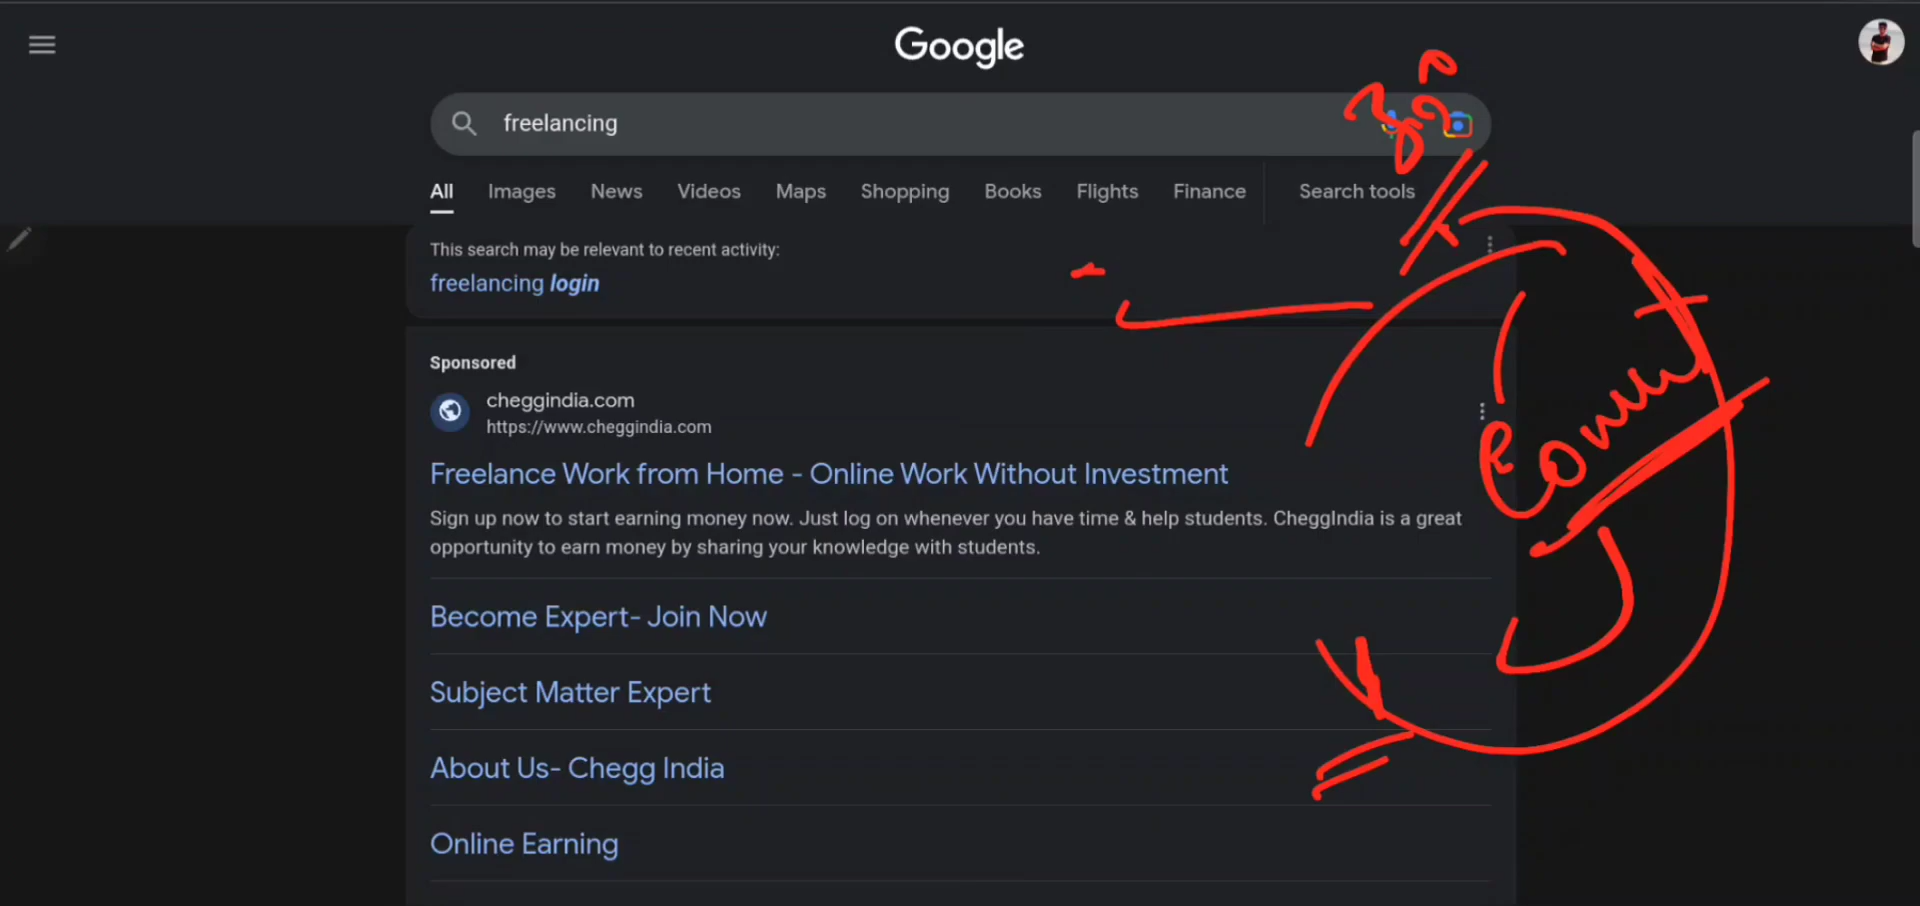 Google
freelancing
All Images News Videos Maps Shopping Books Flights Finance Search tools
This search may be relevant to recent activity:
freelancing login
Sponsored
cheggindia.com
https://www.cheggindia.com
Freelance Work from Home - Online Work Without Investment
Sign up now to start earning money now. Just log on whenever you have time & help students. CheggIndia is a great
opportunity to earn money by sharing your knowledge with students.
Become Expert- Join Now
Subject Matter Expert
About Us- Chegg India
Online Earning